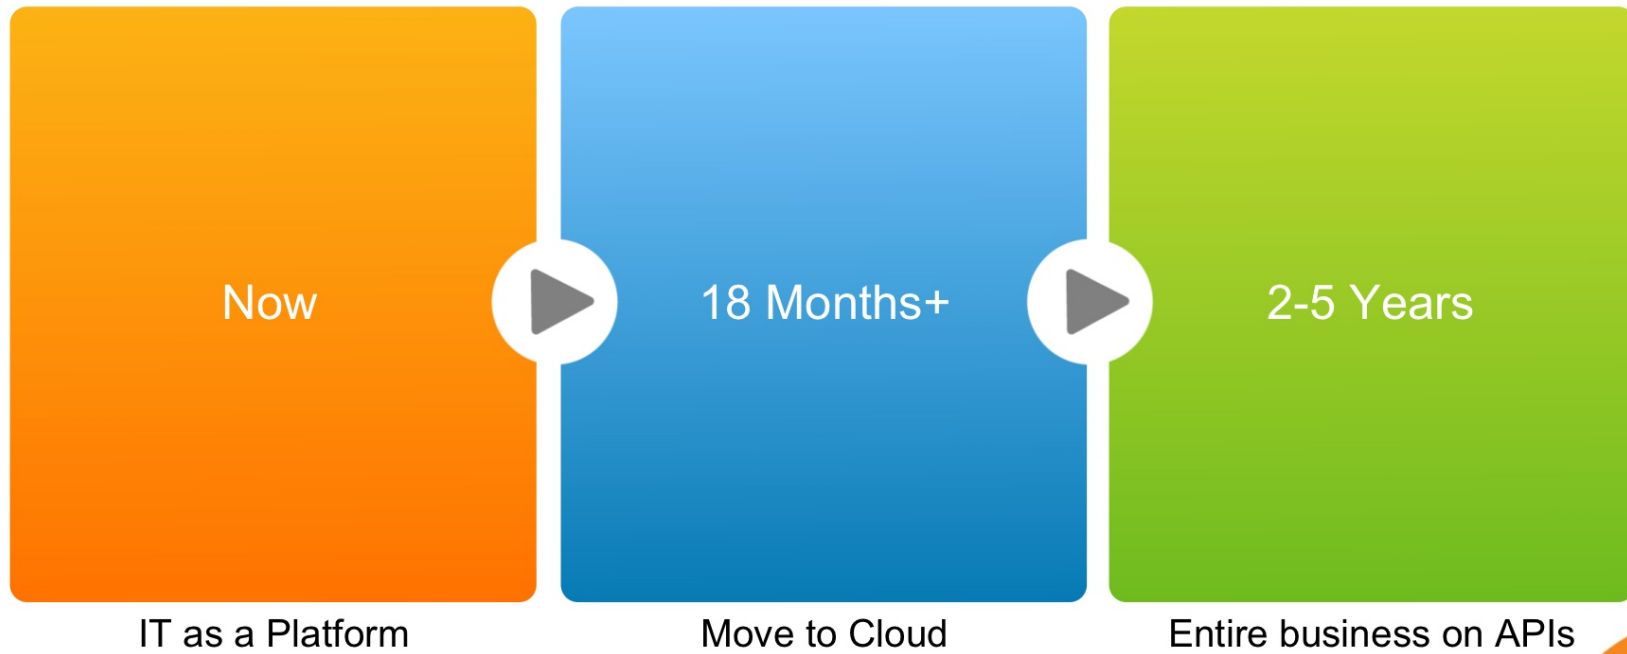 Now
18 Months+
2-5 Years
IT as a Platform
Move to Cloud
Entire business on APIs